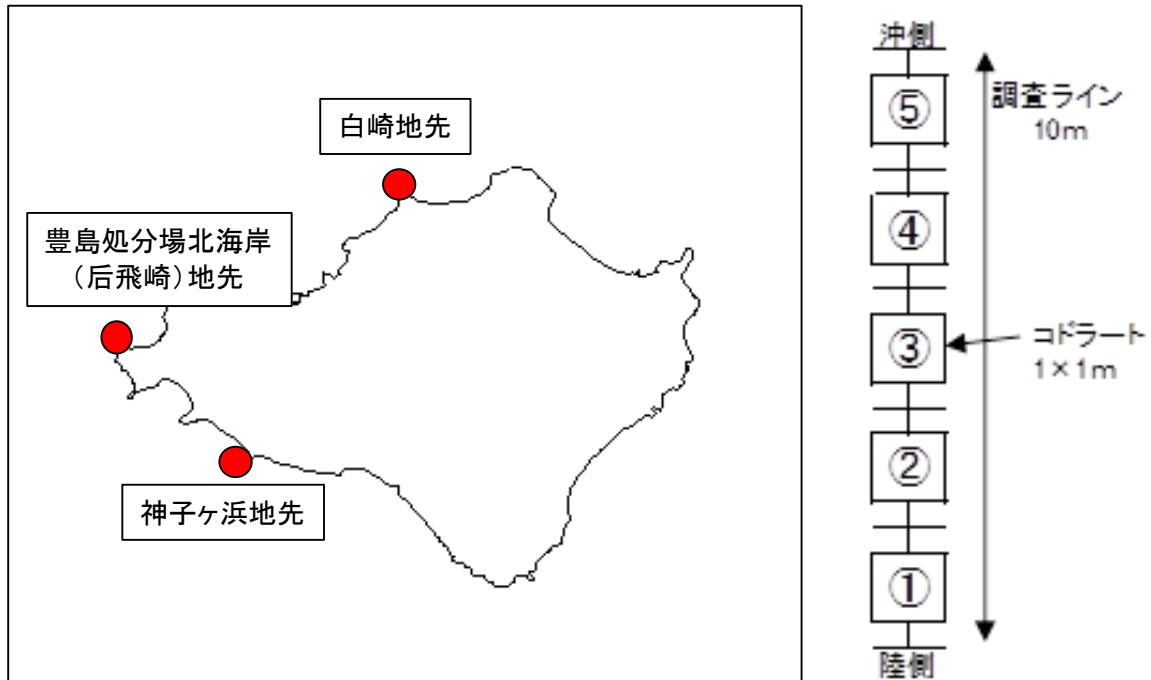 白崎地先
豊島処分場北海岸
（后飛崎）地先
神子ヶ浜地先
沖側
⑤
④
③
②
①
陸側
調査ライン
10m
コドラート
1×1m